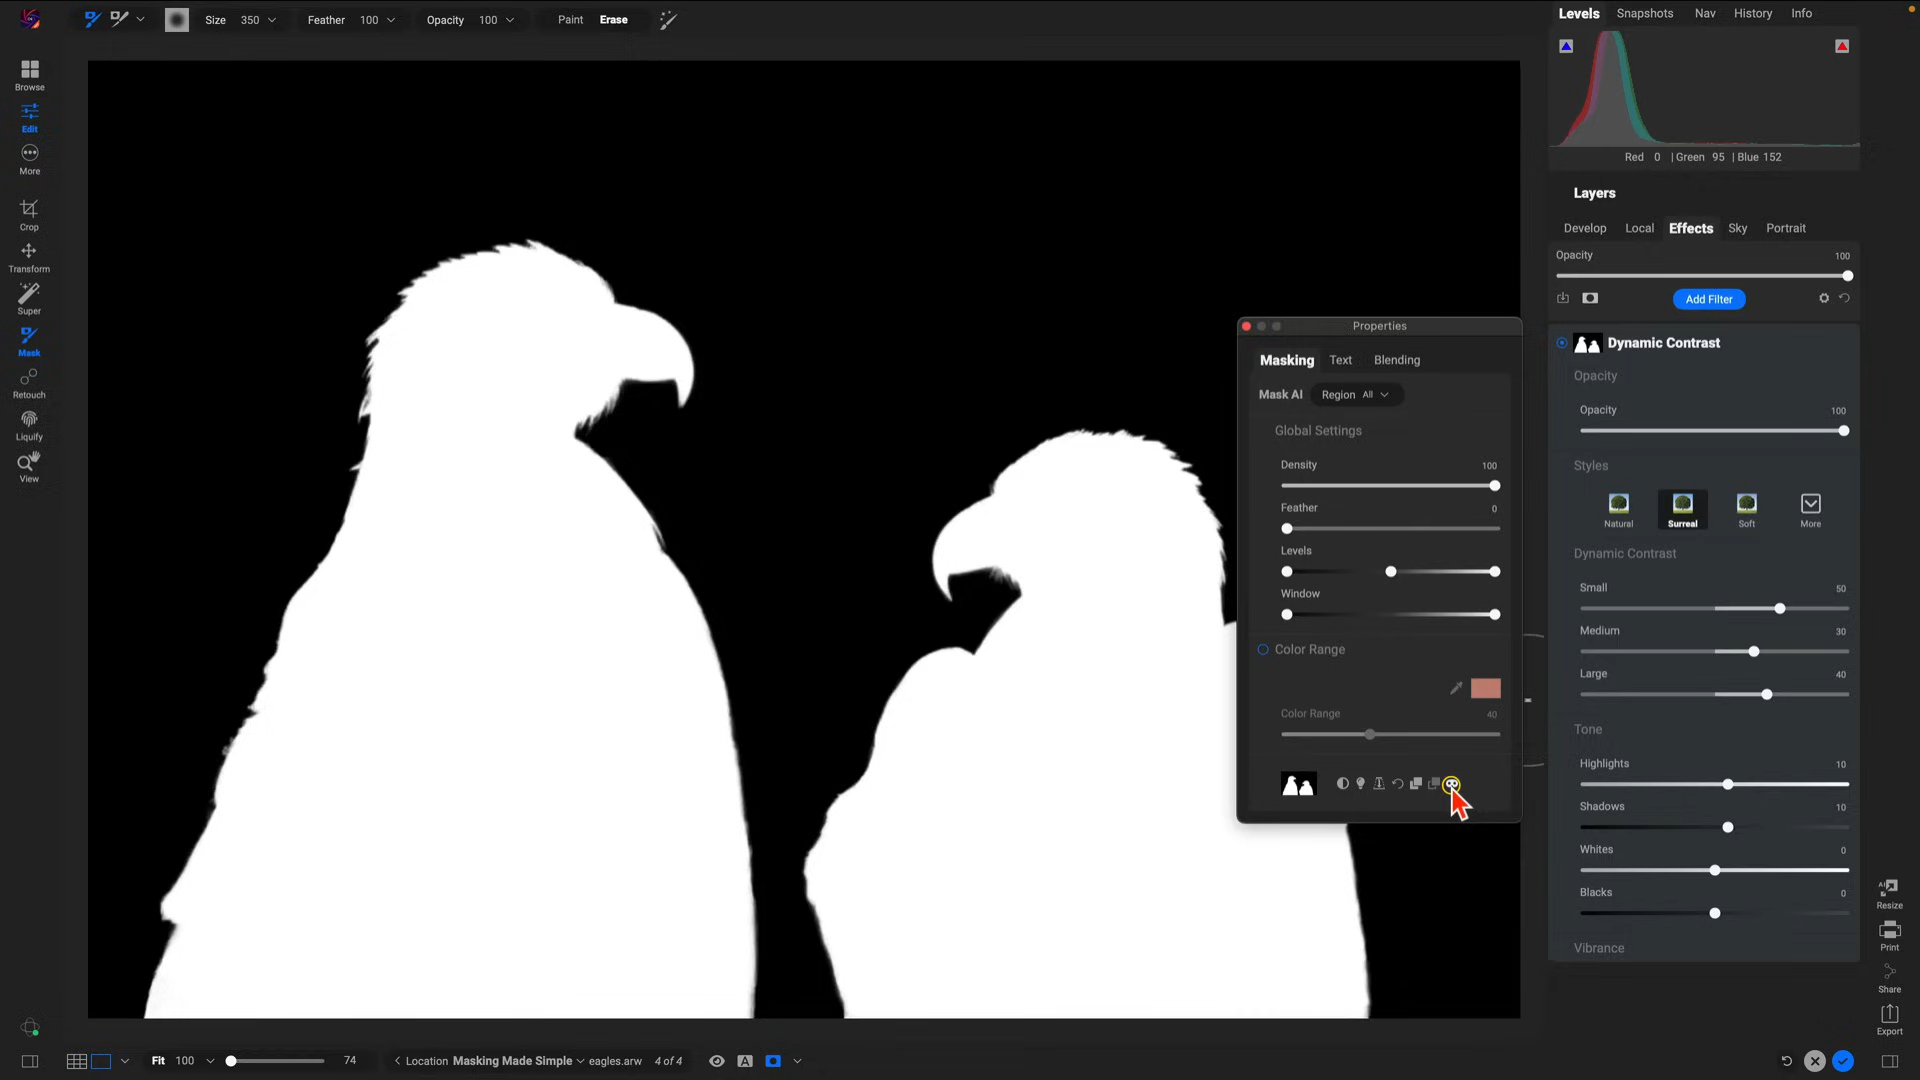 Size 350 Feather 100 Opacity 100 Paint Erase
Levels Snapshots Nav History Info
Browse
Edit
More
Crop
Transform
Super
Mask
Retouch
Liquify
View
Red 0 | Green 95 | Blue 152
Layers
Develop Local Effects Sky Portrait
Opacity 100
Add Filter
Dynamic Contrast
Opacity
Opacity 100
Styles
Natural Surreal Soft More
Dynamic Contrast
Small 50
Medium 30
Large 40
Tone
Highlights 10
Shadows 10
Whites 0
Blacks 0
Vibrance
Properties
Masking Text Blending
Mask AI Region All
Global Settings
Density 100
Feather 0
Levels
Window
Color Range
Color Range 40
AI
Resize
Print
Share
Export
Fit 100 74 Location Masking Made Simple eagles.arw 4 of 4 A